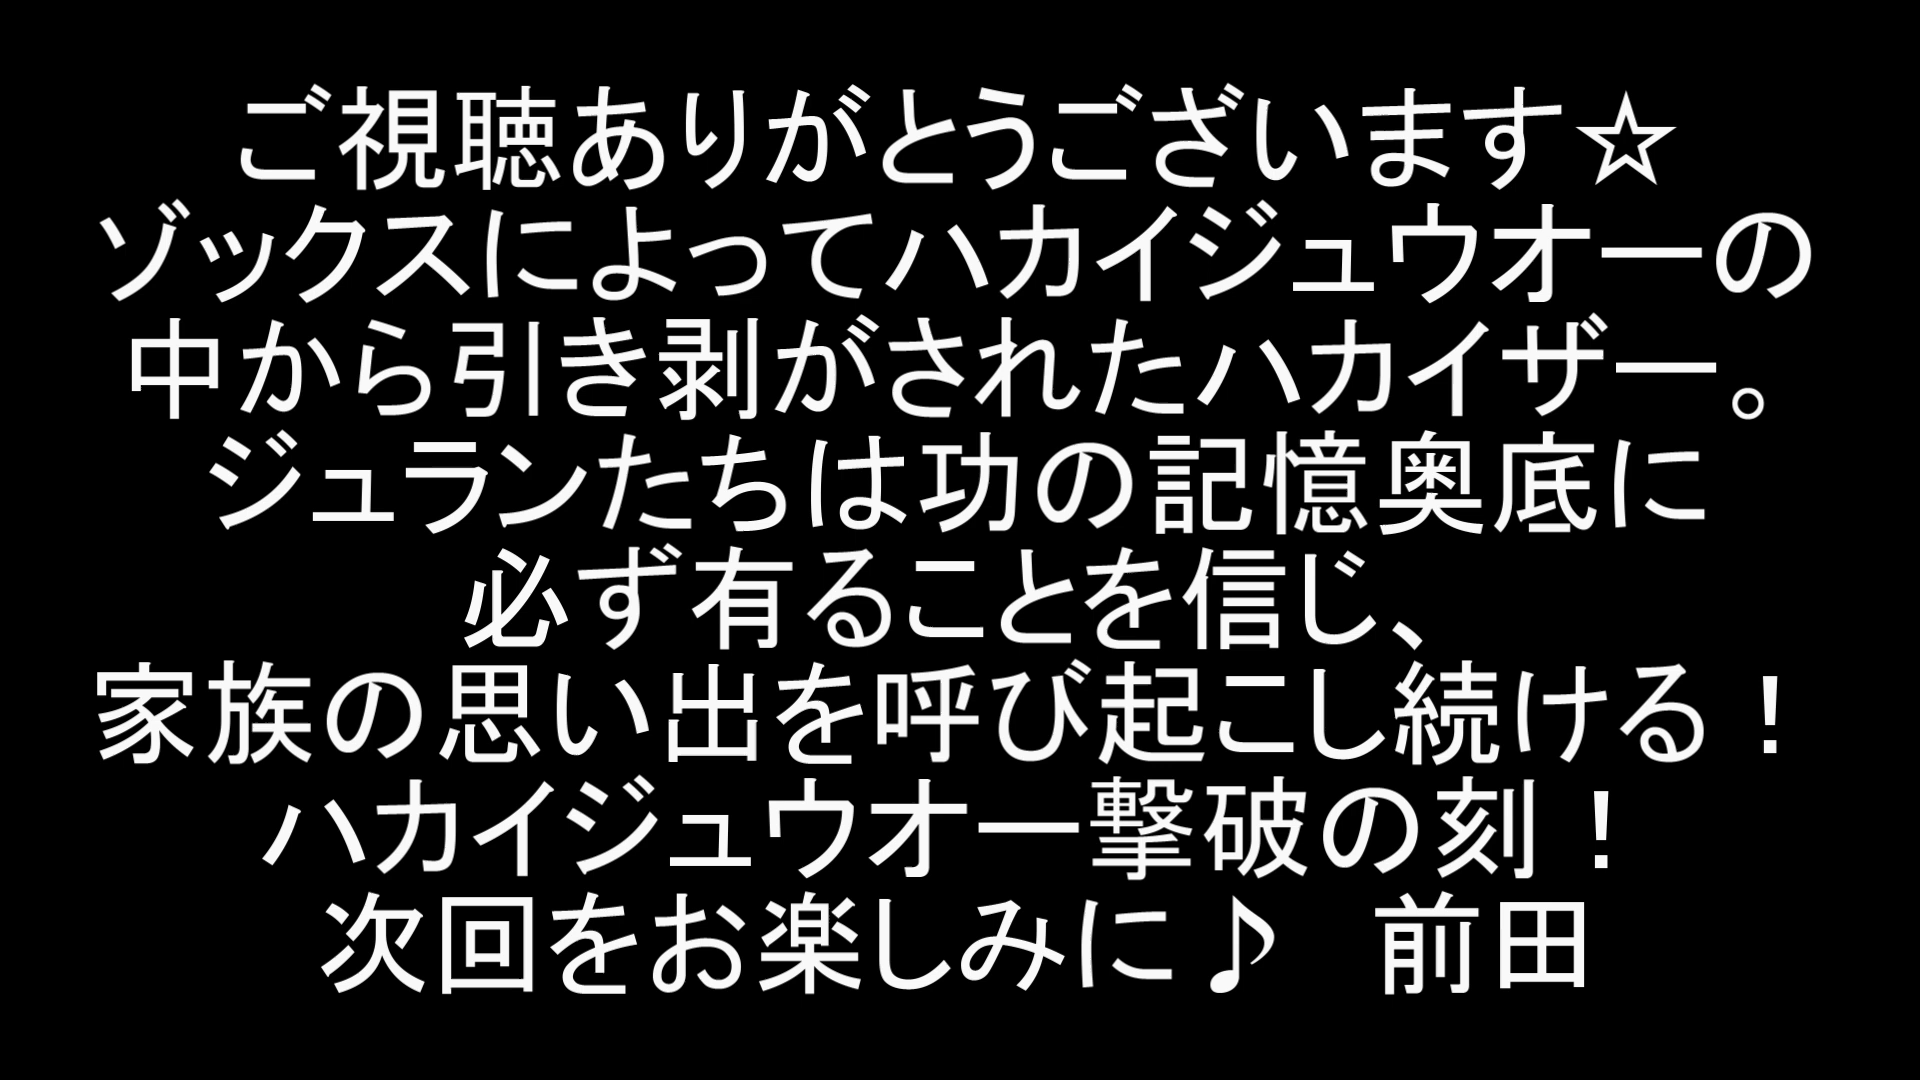 ご視聴ありがとうございます☆
ゾックスによってハカイジュウオーの
中から引き剥がされたハカイザー。
ジュランたちは功の記憶奥底に
必ず有ることを信じ、
家族の思い出を呼び起こし続ける！
ハカイジュウオー撃破の刻！
次回をお楽しみに♪　前田